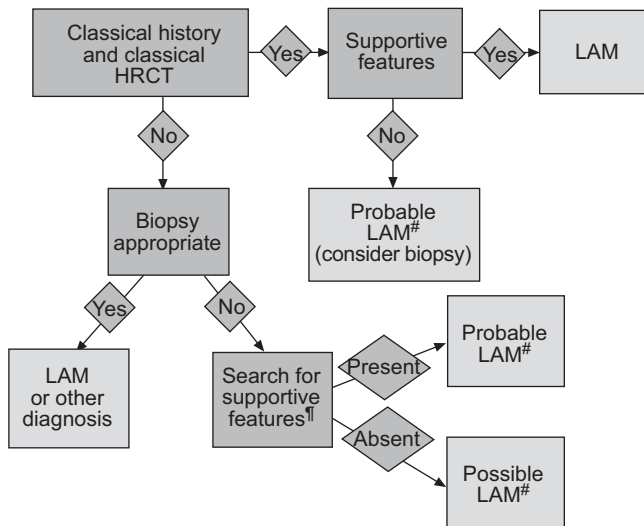 Classical history
and classical
HRCT
Yes
Supportive
features
Yes
LAM
No
No
Biopsy
appropriate
Probable
LAM#
(consider biopsy)
Yes
No
LAM
or other
diagnosis
Search for
supportive
features¶
Present
Probable
LAM#
Absent
Possible
LAM#